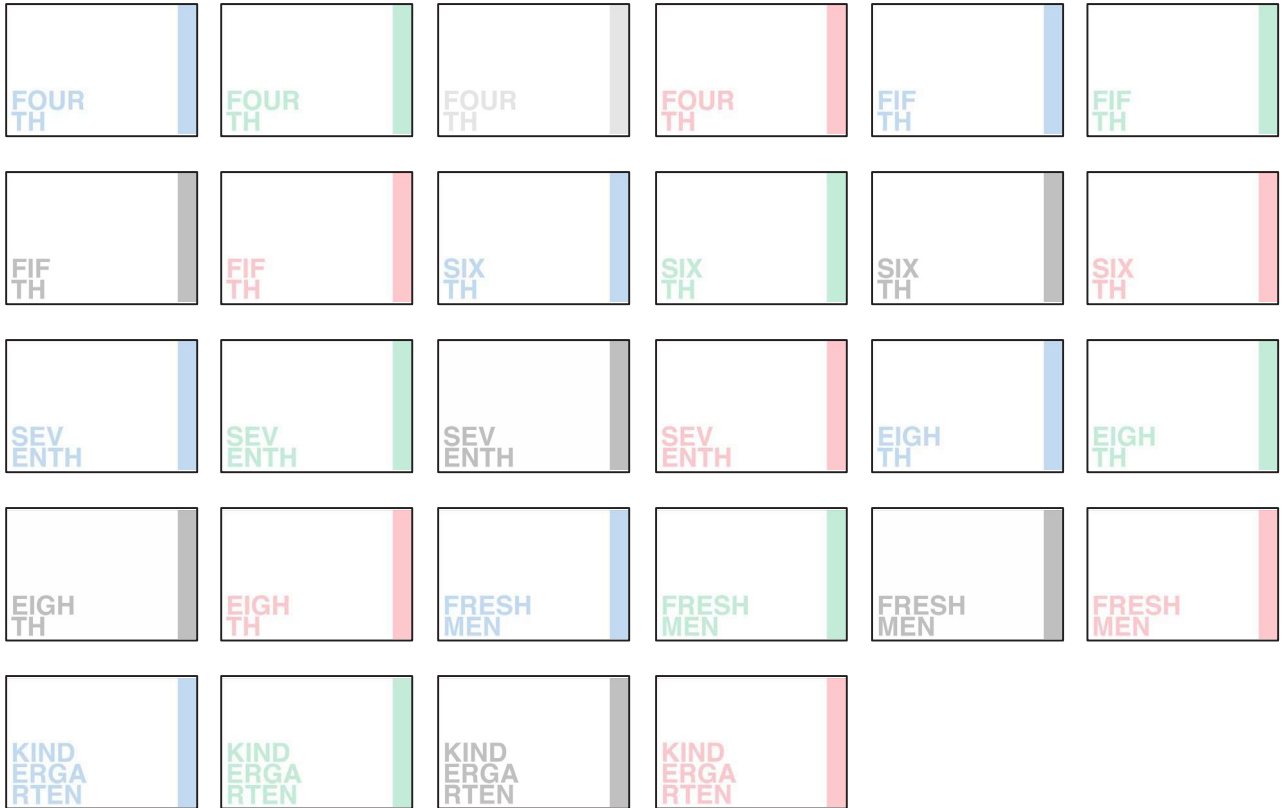 FOUR
TH
FOUR
TH
FOUR
TH
FOUR
TH
FIF
TH
FIF
TH
FIF
TH
FIF
TH
SIX
TH
SIX
TH
SIX
TH
SIX
TH
SEV
ENTH
SEV
ENTH
SEV
ENTH
SEV
ENTH
EIGH
TH
EIGH
TH
EIGH
TH
EIGH
TH
FRESH
MEN
FRESH
MEN
FRESH
MEN
FRESH
MEN
KIND
ERGA
RTEN
KIND
ERGA
RTEN
KIND
ERGA
RTEN
KIND
ERGA
RTEN